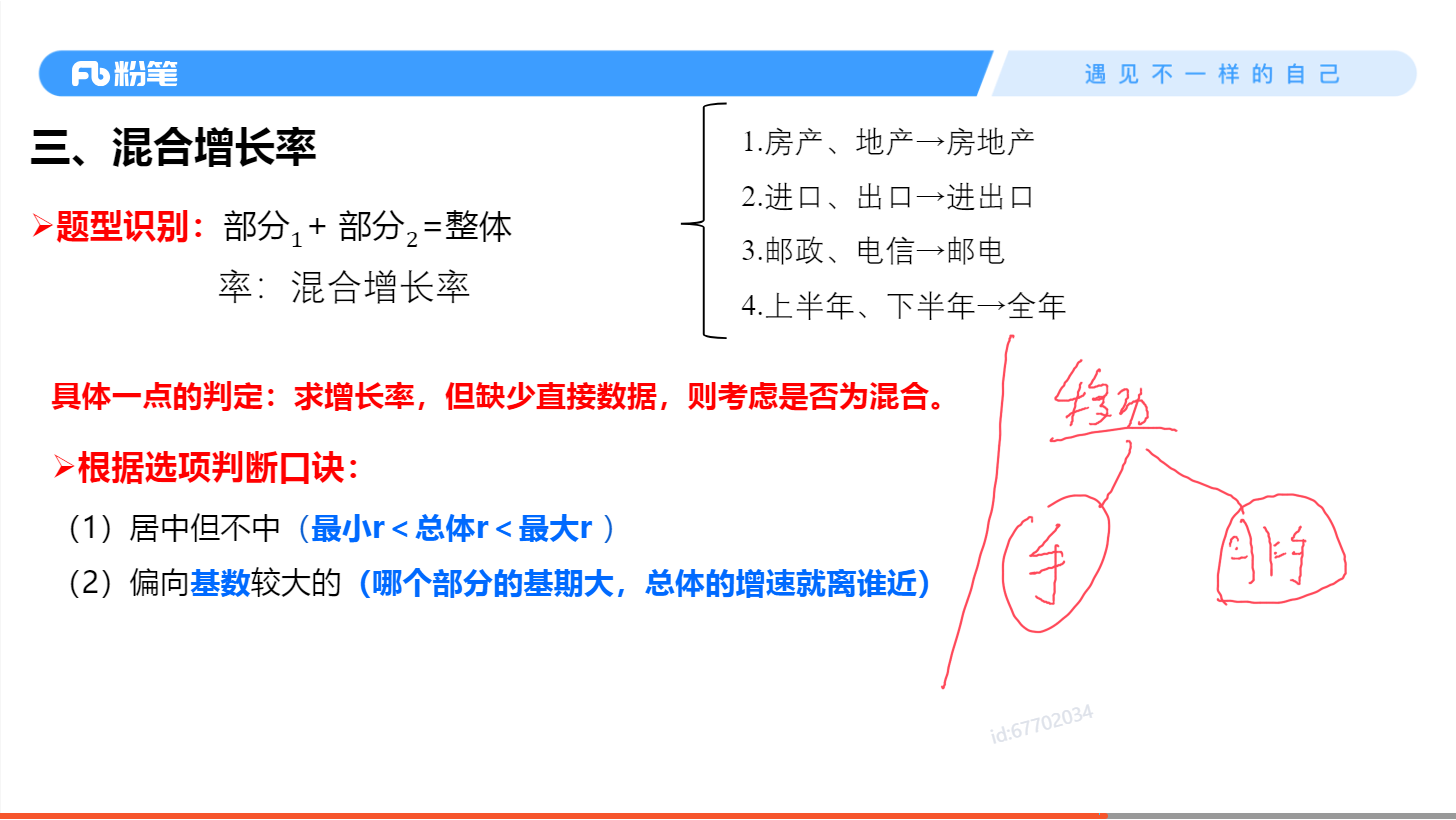 粉笔
遇见不一样的自己
三、混合增长率
1.房产、地产→房地产
2.进口、出口→进出口
3.邮政、电信→邮电
4.上半年、下半年→全年
➢题型识别：部分1+ 部分2=整体
率：混合增长率
具体一点的判定：求增长率，但缺少直接数据，则考虑是否为混合。
➢根据选项判断口诀：
（1）居中但不中（最小r＜总体r＜最大r ）
（2）偏向基数较大的（哪个部分的基期大，总体的增速就离谁近）
移动
手
id:67702034